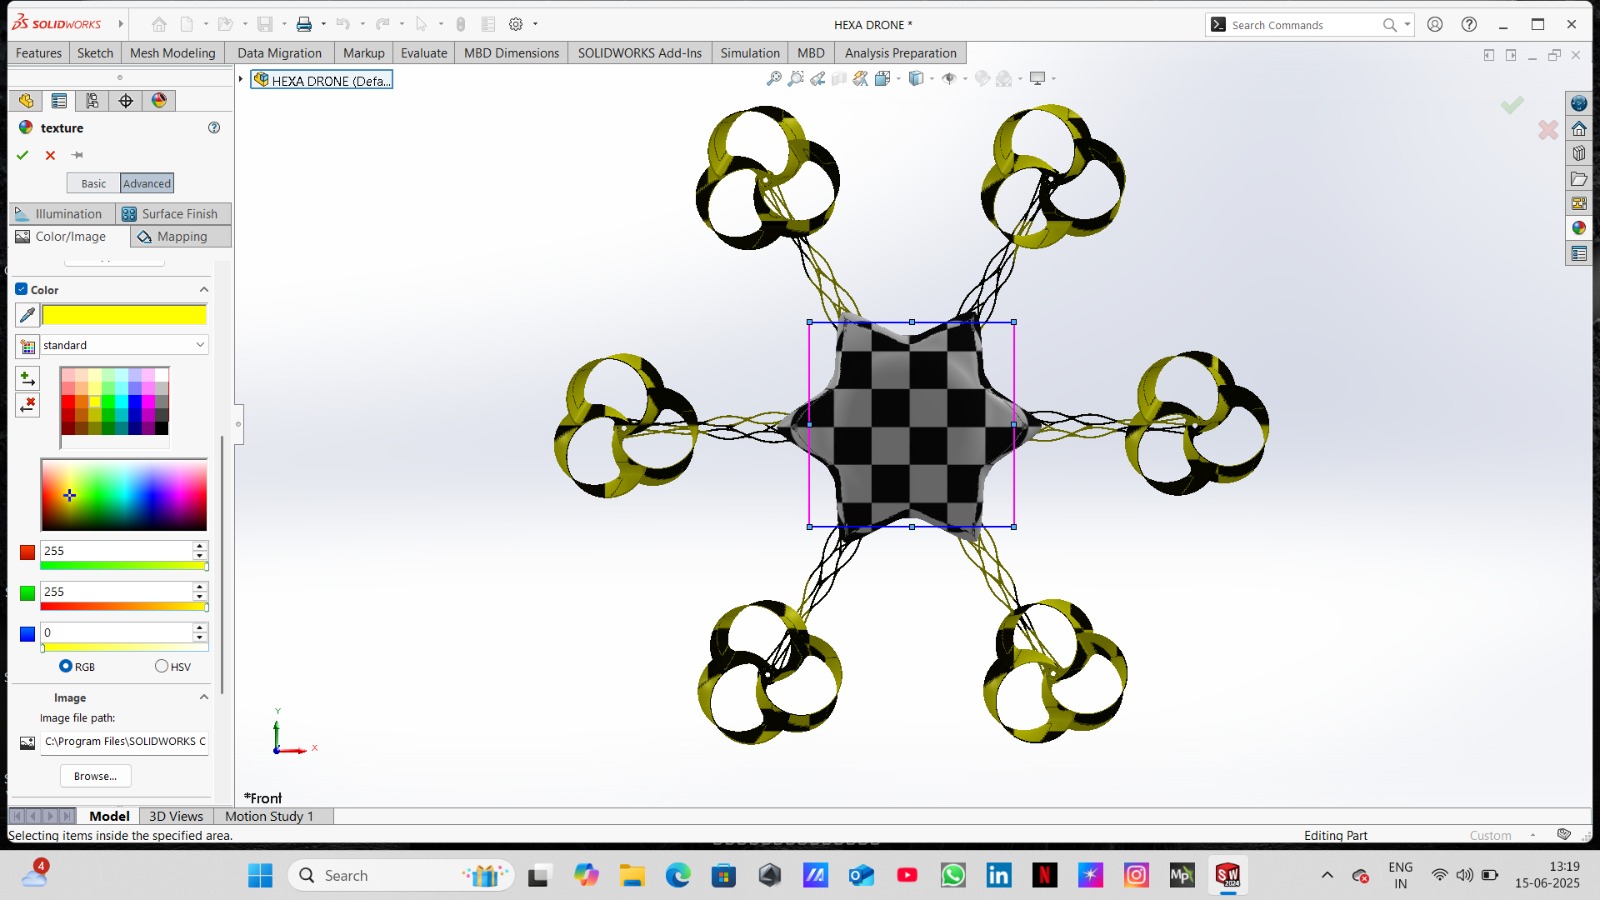 SOLIDWORKS
HEXA DRONE *
Search Commands
Features Sketch Mesh Modeling Data Migration Markup Evaluate MBD Dimensions SOLIDWORKS Add-Ins Simulation MBD Analysis Preparation
HEXA DRONE (Defa...
texture
Basic Advanced
Illumination Surface Finish
Color/Image Mapping
Color
standard
255
255
0
RGB HSV
Image
Image file path:
C:\Program Files\SOLIDWORKS C
Browse...
Y
X
*Front
Model 3D Views Motion Study 1
Selecting items inside the specified area.
Editing Part
Custom
4
Search
Mp
SW
2024
ENG
IN
13:19
15-06-2025